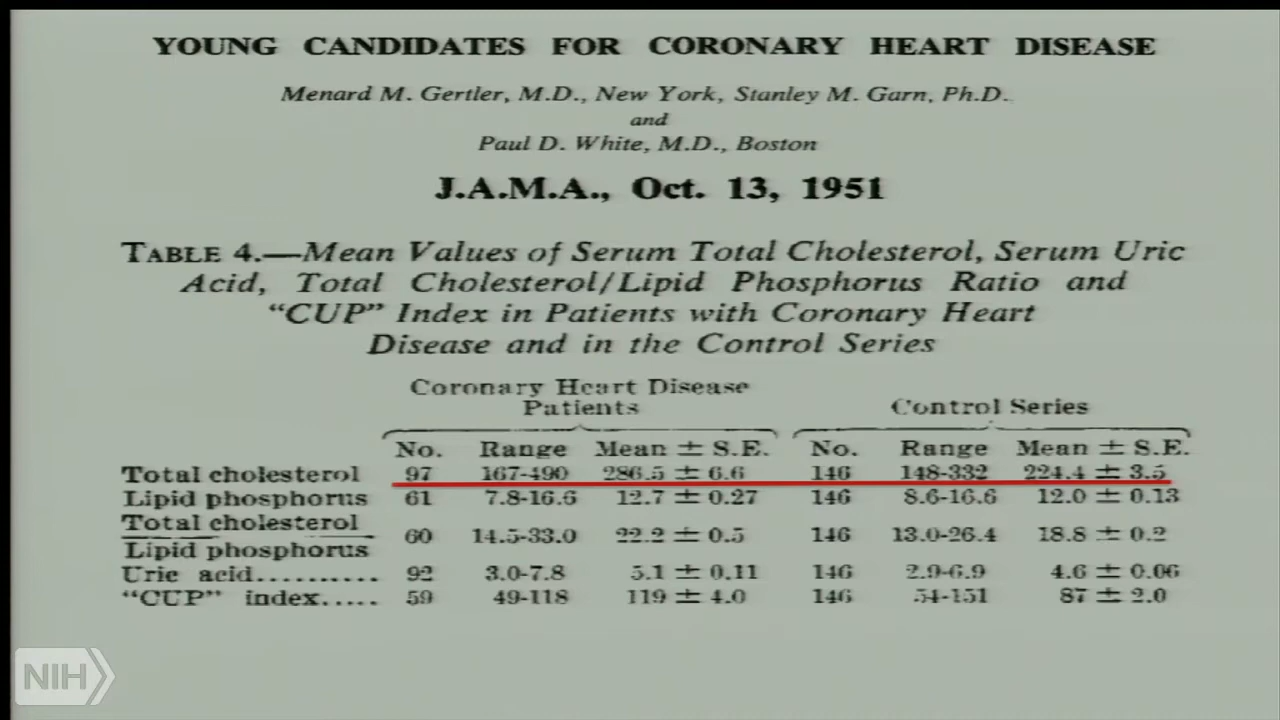 YOUNG CANDIDATES FOR CORONARY HEART DISEASE
Menard M. Gertler, M.D., New York, Stanley M. Garn, Ph.D.
and
Paul D. White, M.D., Boston
J.A.M.A., Oct. 13, 1951
TABLE 4.—Mean Values of Serum Total Cholesterol, Serum Uric
Acid, Total Cholesterol/Lipid Phosphorus Ratio and
“CUP” Index in Patients with Coronary Heart
Disease and in the Control Series
Coronary Heart Disease
Patients Control Series
No. Range Mean ± S.E. No. Range Mean ± S.E.
Total cholesterol 97 167-490 286.5 ± 6.6 146 148-332 224.4 ± 3.5
Lipid phosphorus 61 7.8-16.6 12.7 ± 0.27 146 8.6-16.6 12.0 ± 0.13
Total cholesterol
60 14.5-33.0 22.2 ± 0.5 146 13.0-26.4 18.8 ± 0.2
Lipid phosphorus
Uric acid.......... 92 3.0-7.8 5.1 ± 0.11 146 2.9-6.9 4.6 ± 0.06
“CUP” index..... 59 49-118 119 ± 4.0 146 54-151 87 ± 2.0
NIH